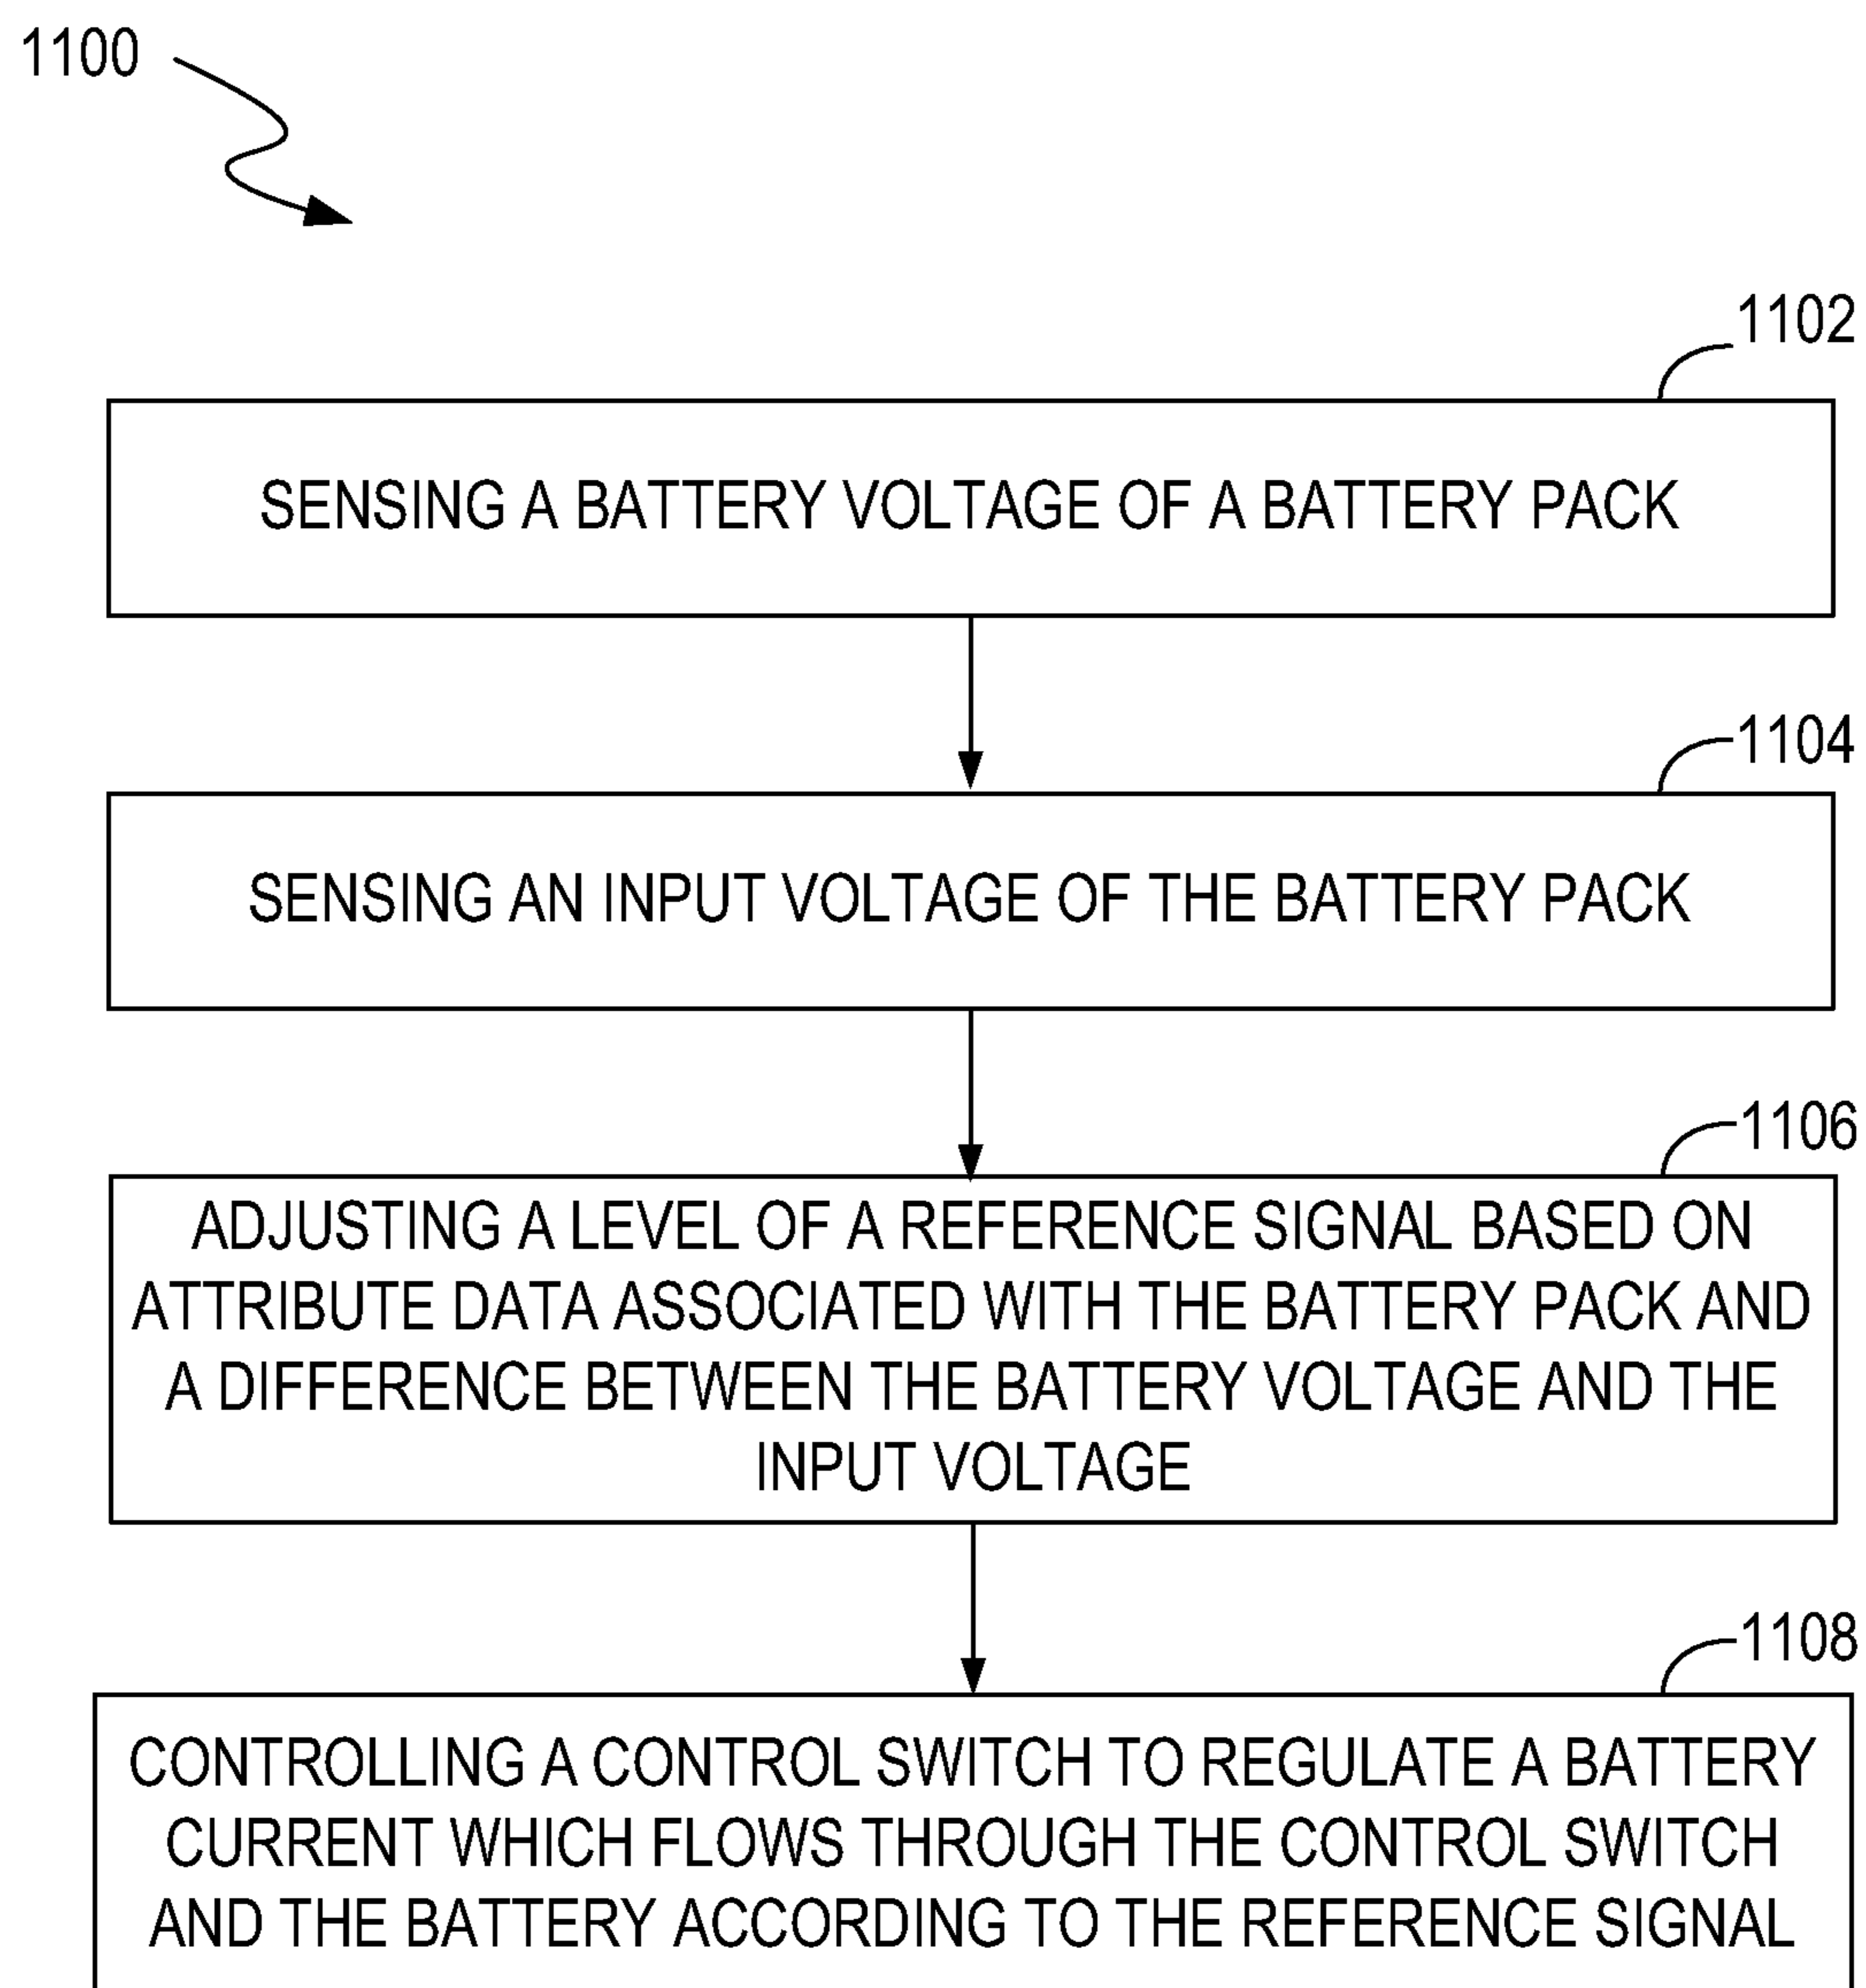 1100
1102
SENSING A BATTERY VOLTAGE OF A BATTERY PACK
1104
SENSING AN INPUT VOLTAGE OF THE BATTERY PACK
1106
ADJUSTING A LEVEL OF A REFERENCE SIGNAL BASED ON
ATTRIBUTE DATA ASSOCIATED WITH THE BATTERY PACK AND
A DIFFERENCE BETWEEN THE BATTERY VOLTAGE AND THE
INPUT VOLTAGE
1108
CONTROLLING A CONTROL SWITCH TO REGULATE A BATTERY
CURRENT WHICH FLOWS THROUGH THE CONTROL SWITCH
AND THE BATTERY ACCORDING TO THE REFERENCE SIGNAL